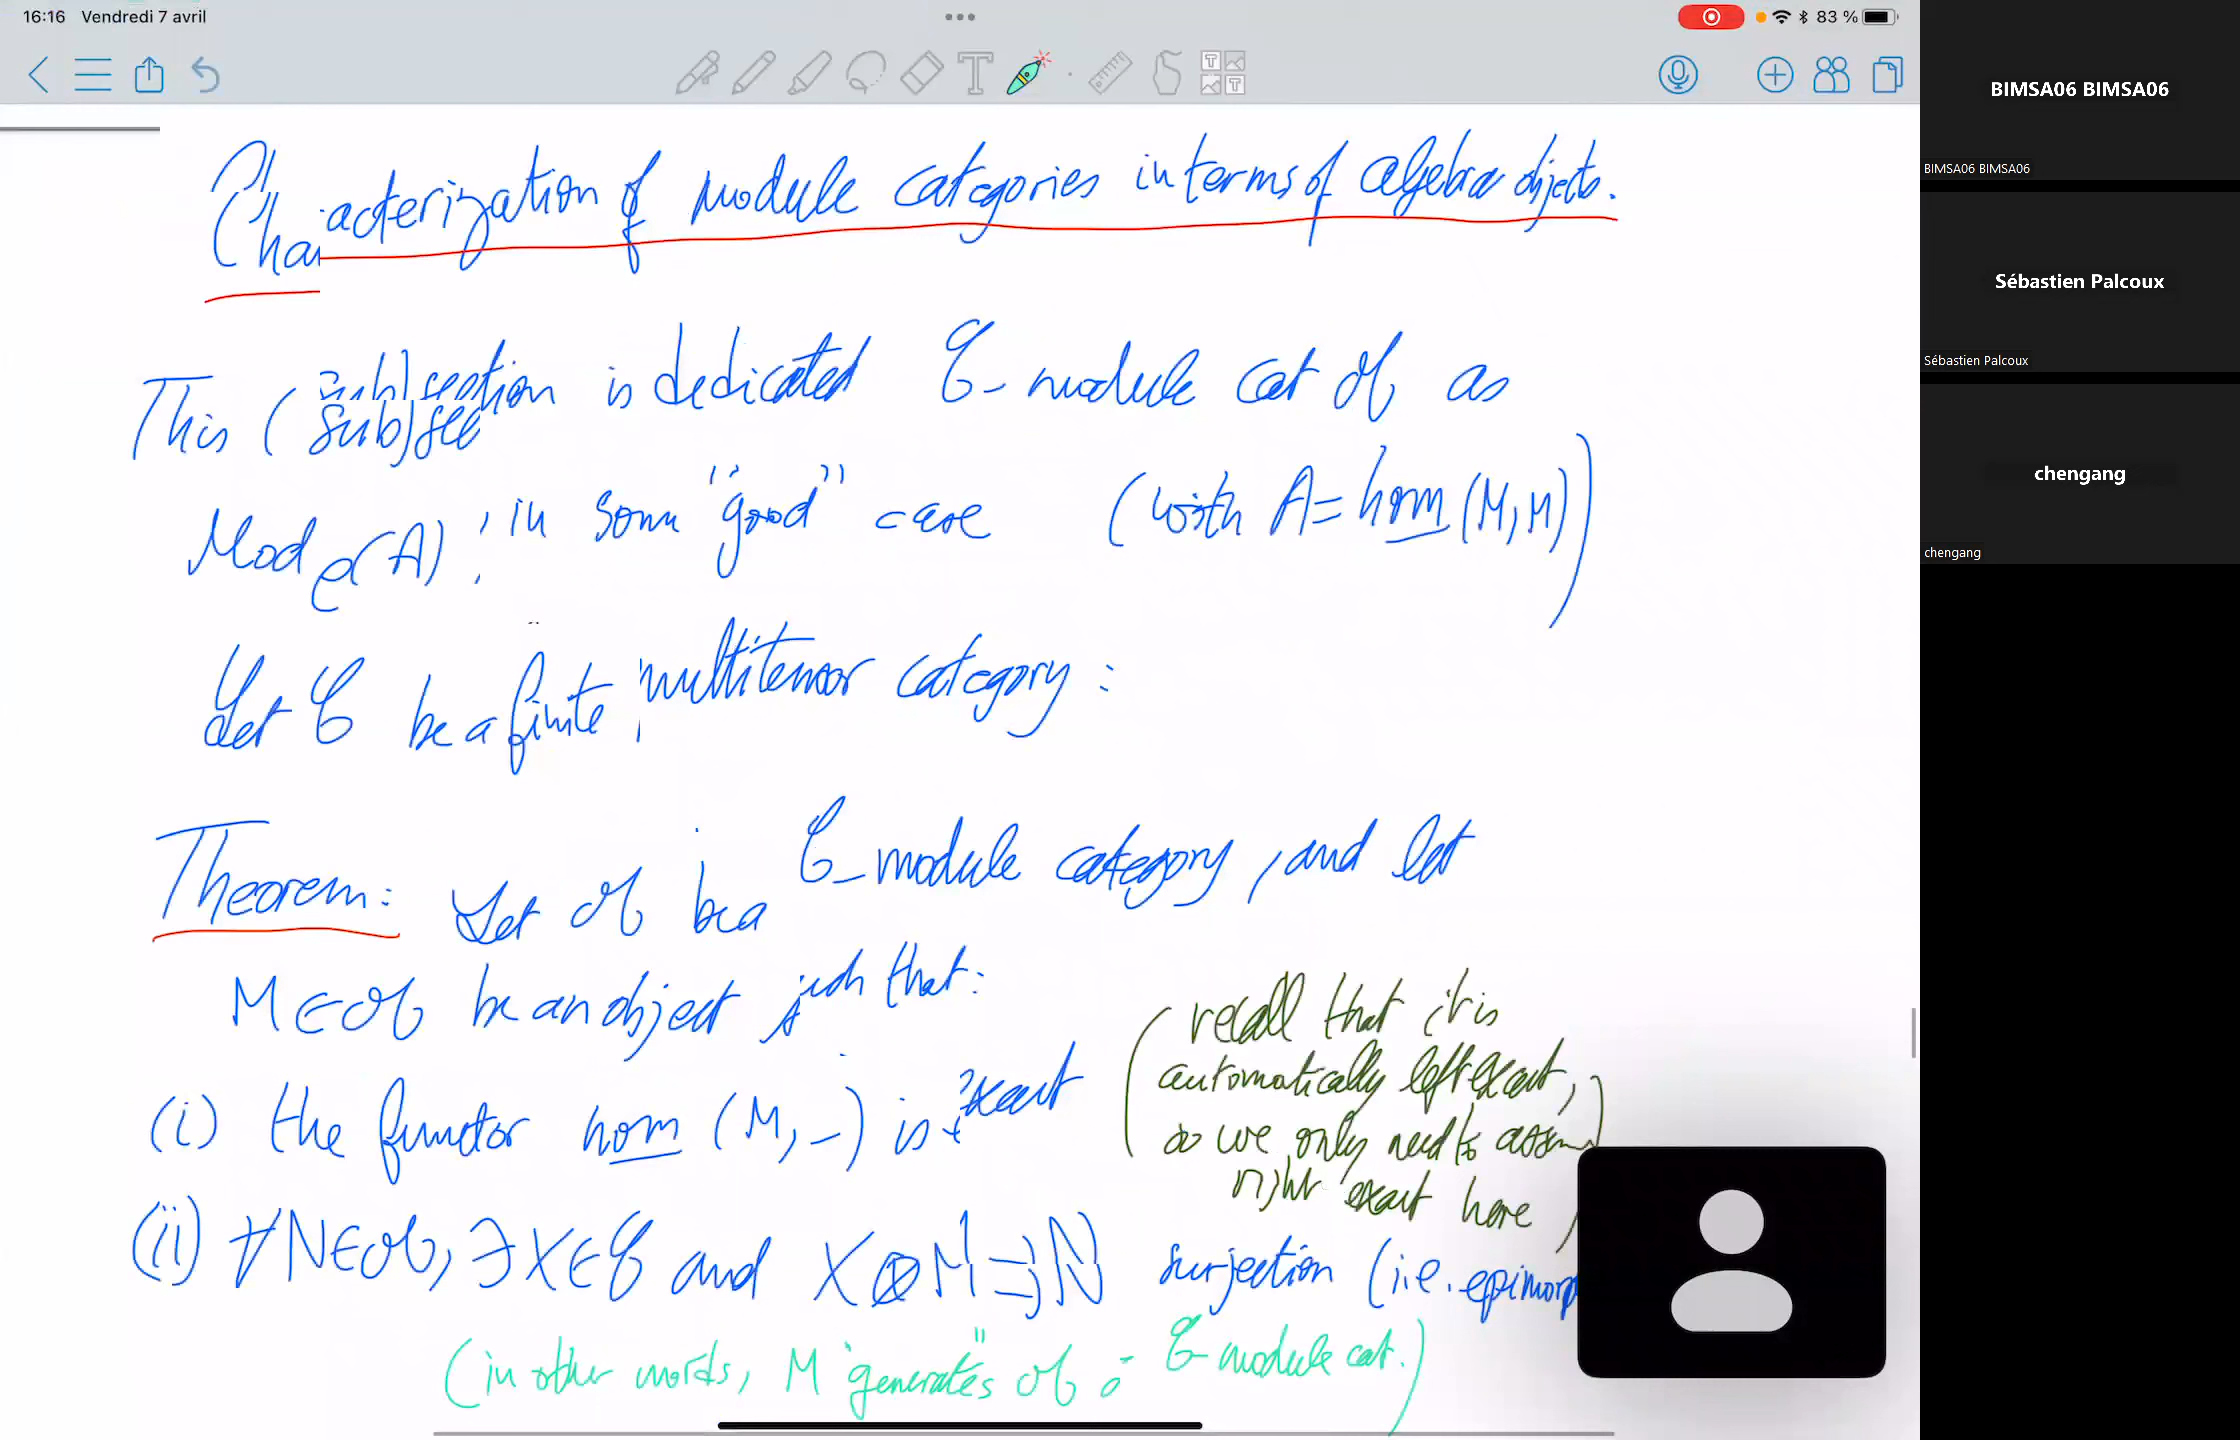 16:16 Vendredi 7 avril
83 %
BIMSA06 BIMSA06
BIMSA06 BIMSA06
Sébastien Palcoux
Sébastien Palcoux
chengang
chengang
Characterization of module categories in terms of algebra objects.
This (sub)section is dedicated 𝒞-module cat ℳ as
Mod_𝒞(A) : in some "good" case (with A = hom(M,M))
Let 𝒞 be a finite multitensor category :
Theorem: Let ℳ be a 𝒞-module category, and let
M∈ℳ be an object such that:
(i) the functor hom(M,_) is exact
(recall that it is
automatically left exact,
so we only need to assum
right exact here
(ii) ∀N∈ℳ, ∃X∈𝒞 and X⊗M→N surjection (i.e. epimorp
(in other words, M "generates" ℳ 𝒞-module cat.)